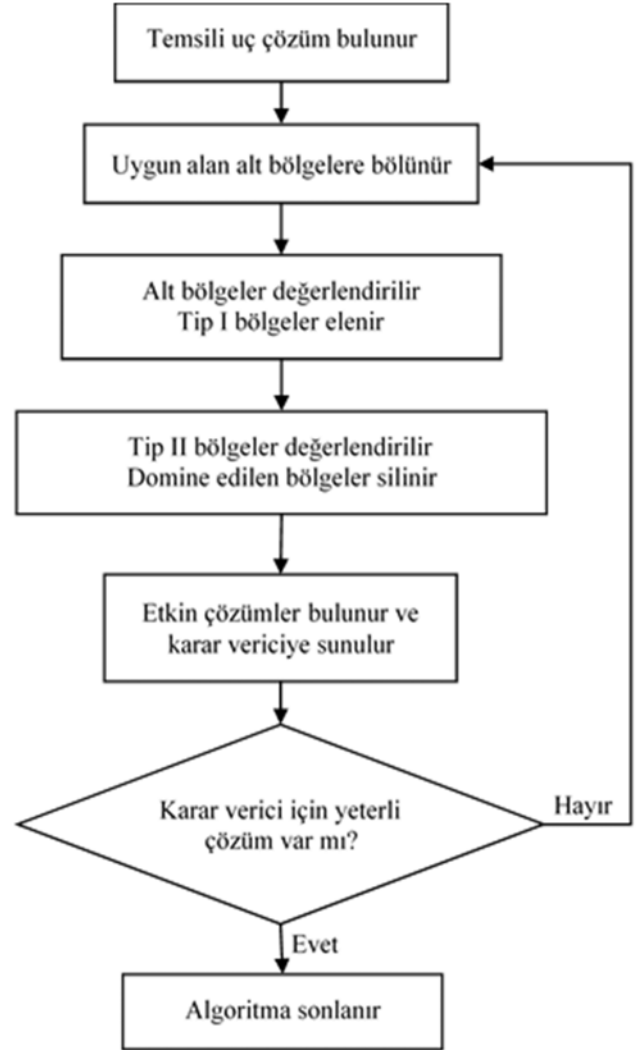 Temsili uç çözüm bulunur
Uygun alan alt bölgelere bölünür
Alt bölgeler değerlendirilir
Tip I bölgeler elenir
Tip II bölgeler değerlendirilir
Domine edilen bölgeler silinir
Etkin çözümler bulunur ve
karar vericiye sunulur
Karar verici için yeterli
çözüm var mı?
Hayır
Evet
Algoritma sonlanır